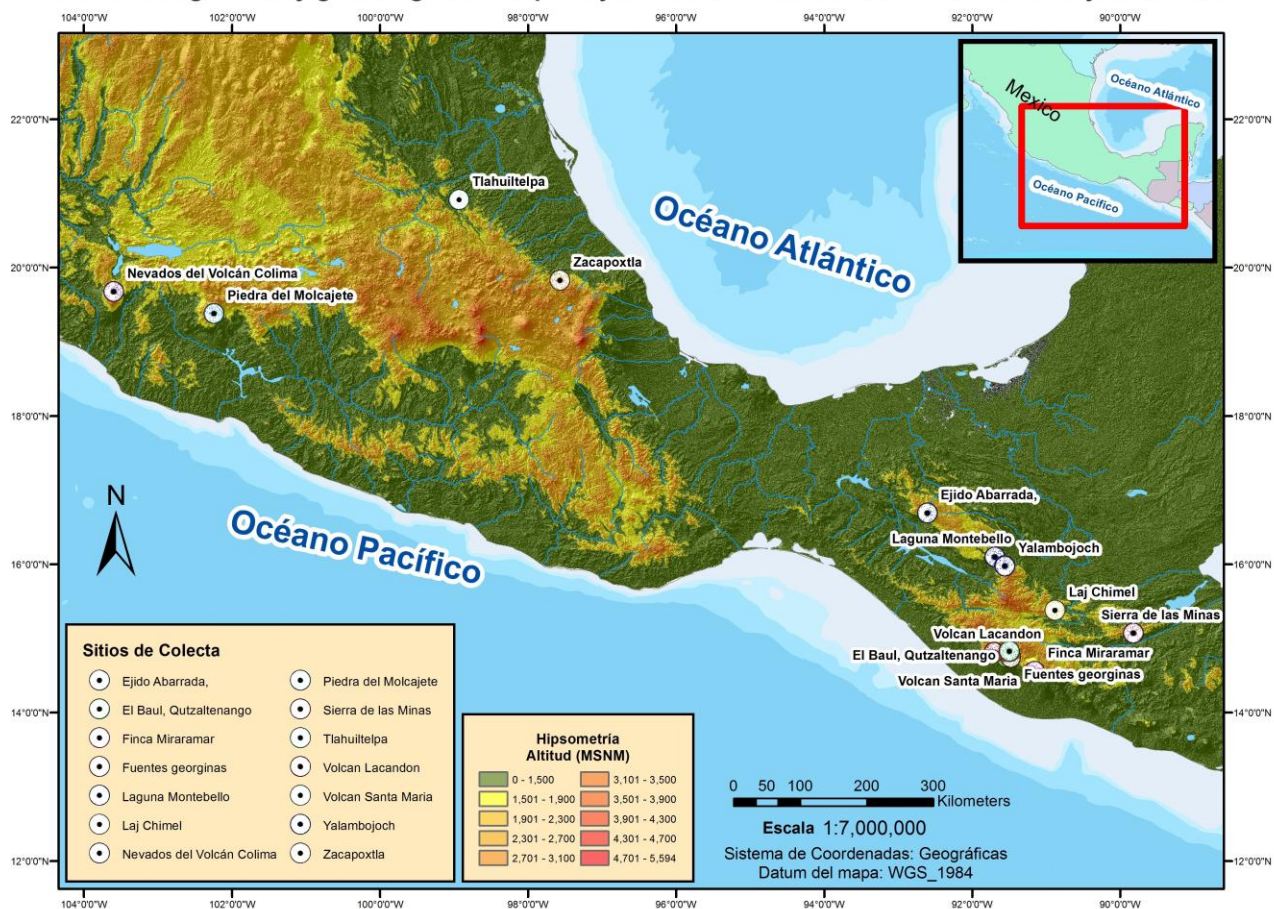 104°0'0"W 102°0'0"W 100°0'0"W 98°0'0"W 96°0'0"W 94°0'0"W 92°0'0"W 90°0'0"W
22°0'0"N
20°0'0"N
18°0'0"N
16°0'0"N
14°0'0"N
12°0'0"N
Mexico
Océano Atlántico
Océano Pacífico
22°0'0"N
20°0'0"N
18°0'0"N
16°0'0"N
14°0'0"N
12°0'0"N
Tlahuiltelpa
Océano Atlántico
Zacapoxtla
Nevados del Volcán Colima
Piedra del Molcajete
N
Océano Pacífico
Ejido Abarrada,
Laguna Montebello
Yalambojoch
Laj Chimel
Sierra de las Minas
Volcan Lacandon
El Baul, Qutzaltenango
Finca Miraramar
Fuentes georginas
Volcan Santa Maria
Sitios de Colecta
Ejido Abarrada,
El Baul, Qutzaltenango
Finca Miraramar
Fuentes georginas
Laguna Montebello
Laj Chimel
Nevados del Volcán Colima
Piedra del Molcajete
Sierra de las Minas
Tlahuiltelpa
Volcan Lacandon
Volcan Santa Maria
Yalambojoch
Zacapoxtla
Hipsometría
Altitud (MSNM)
0 - 1,500
1,501 - 1,900
1,901 - 2,300
2,301 - 2,700
2,701 - 3,100
3,101 - 3,500
3,501 - 3,900
3,901 - 4,300
4,301 - 4,700
4,701 - 5,594
0 50 100 200 300
Kilometers
Escala 1:7,000,000
Sistema de Coordenadas: Geográficas
Datum del mapa: WGS_1984
104°0'0"W 102°0'0"W 100°0'0"W 98°0'0"W 96°0'0"W 94°0'0"W 92°0'0"W 90°0'0"W